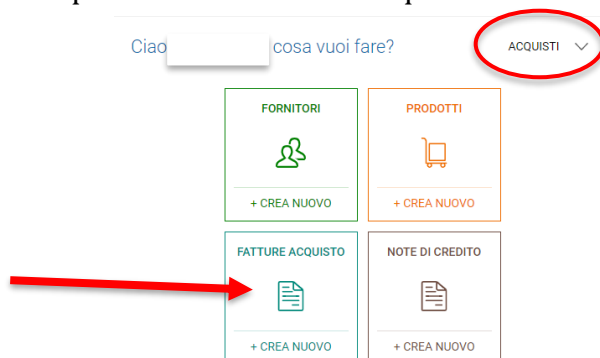 Ciao cosa vuoi fare? ACQUISTI
FORNITORI PRODOTTI
+ CREA NUOVO + CREA NUOVO
FATTURE ACQUISTO NOTE DI CREDITO
+ CREA NUOVO + CREA NUOVO